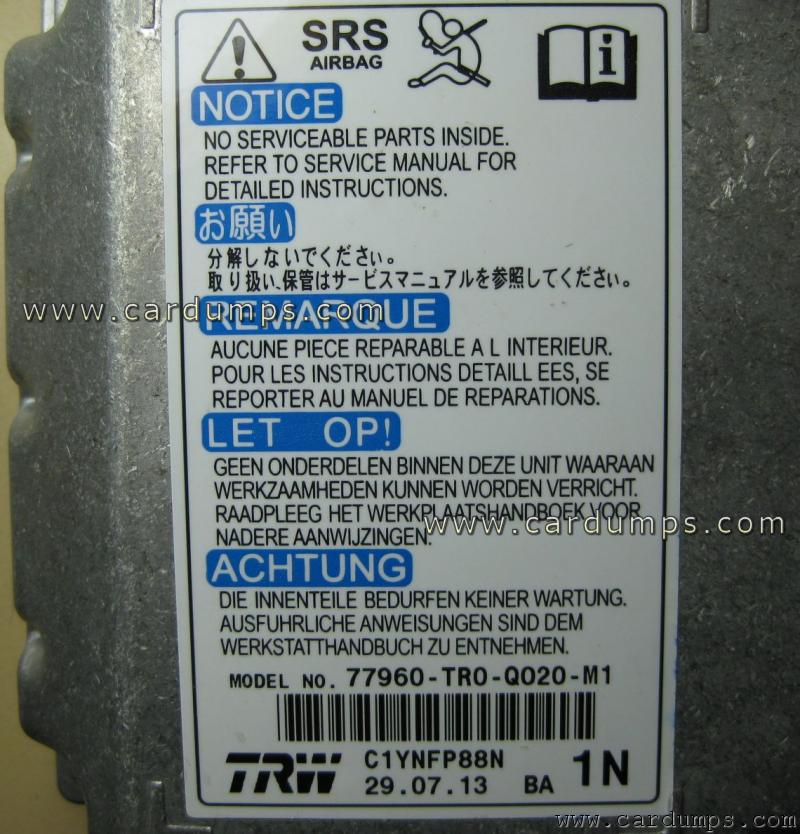 SRS
AIRBAG
NOTICE
NO SERVICEABLE PARTS INSIDE.
REFER TO SERVICE MANUAL FOR
DETAILED INSTRUCTIONS.
お願い
分解しないでください。
取り扱い、保管はサービスマニュアルを参照してください。
www.cardumps.com
REMARQUE
AUCUNE PIECE REPARABLE A L INTERIEUR.
POUR LES INSTRUCTIONS DETAILL EES, SE
REPORTER AU MANUEL DE REPARATIONS.
LET OP!
GEEN ONDERDELEN BINNEN DEZE UNIT WAARAAN
WERKZAAMHEDEN KUNNEN WORDEN VERRICHT.
RAADPLEEG HET WERKPLAATSHANDBOEK VOOR
www.cardumps.com
NADERE AANWIJZINGEN.
ACHTUNG
DIE INNENTEILE BEDURFEN KEINER WARTUNG.
AUSFUHRLICHE ANWEISUNGEN SIND DEM
WERKSTATTHANDBUCH ZU ENTNEHMEN.
MODEL NO. 77960-TR0-Q020-M1
TRW C1YNFP88N
29.07.13 BA 1N
www.cardumps.com